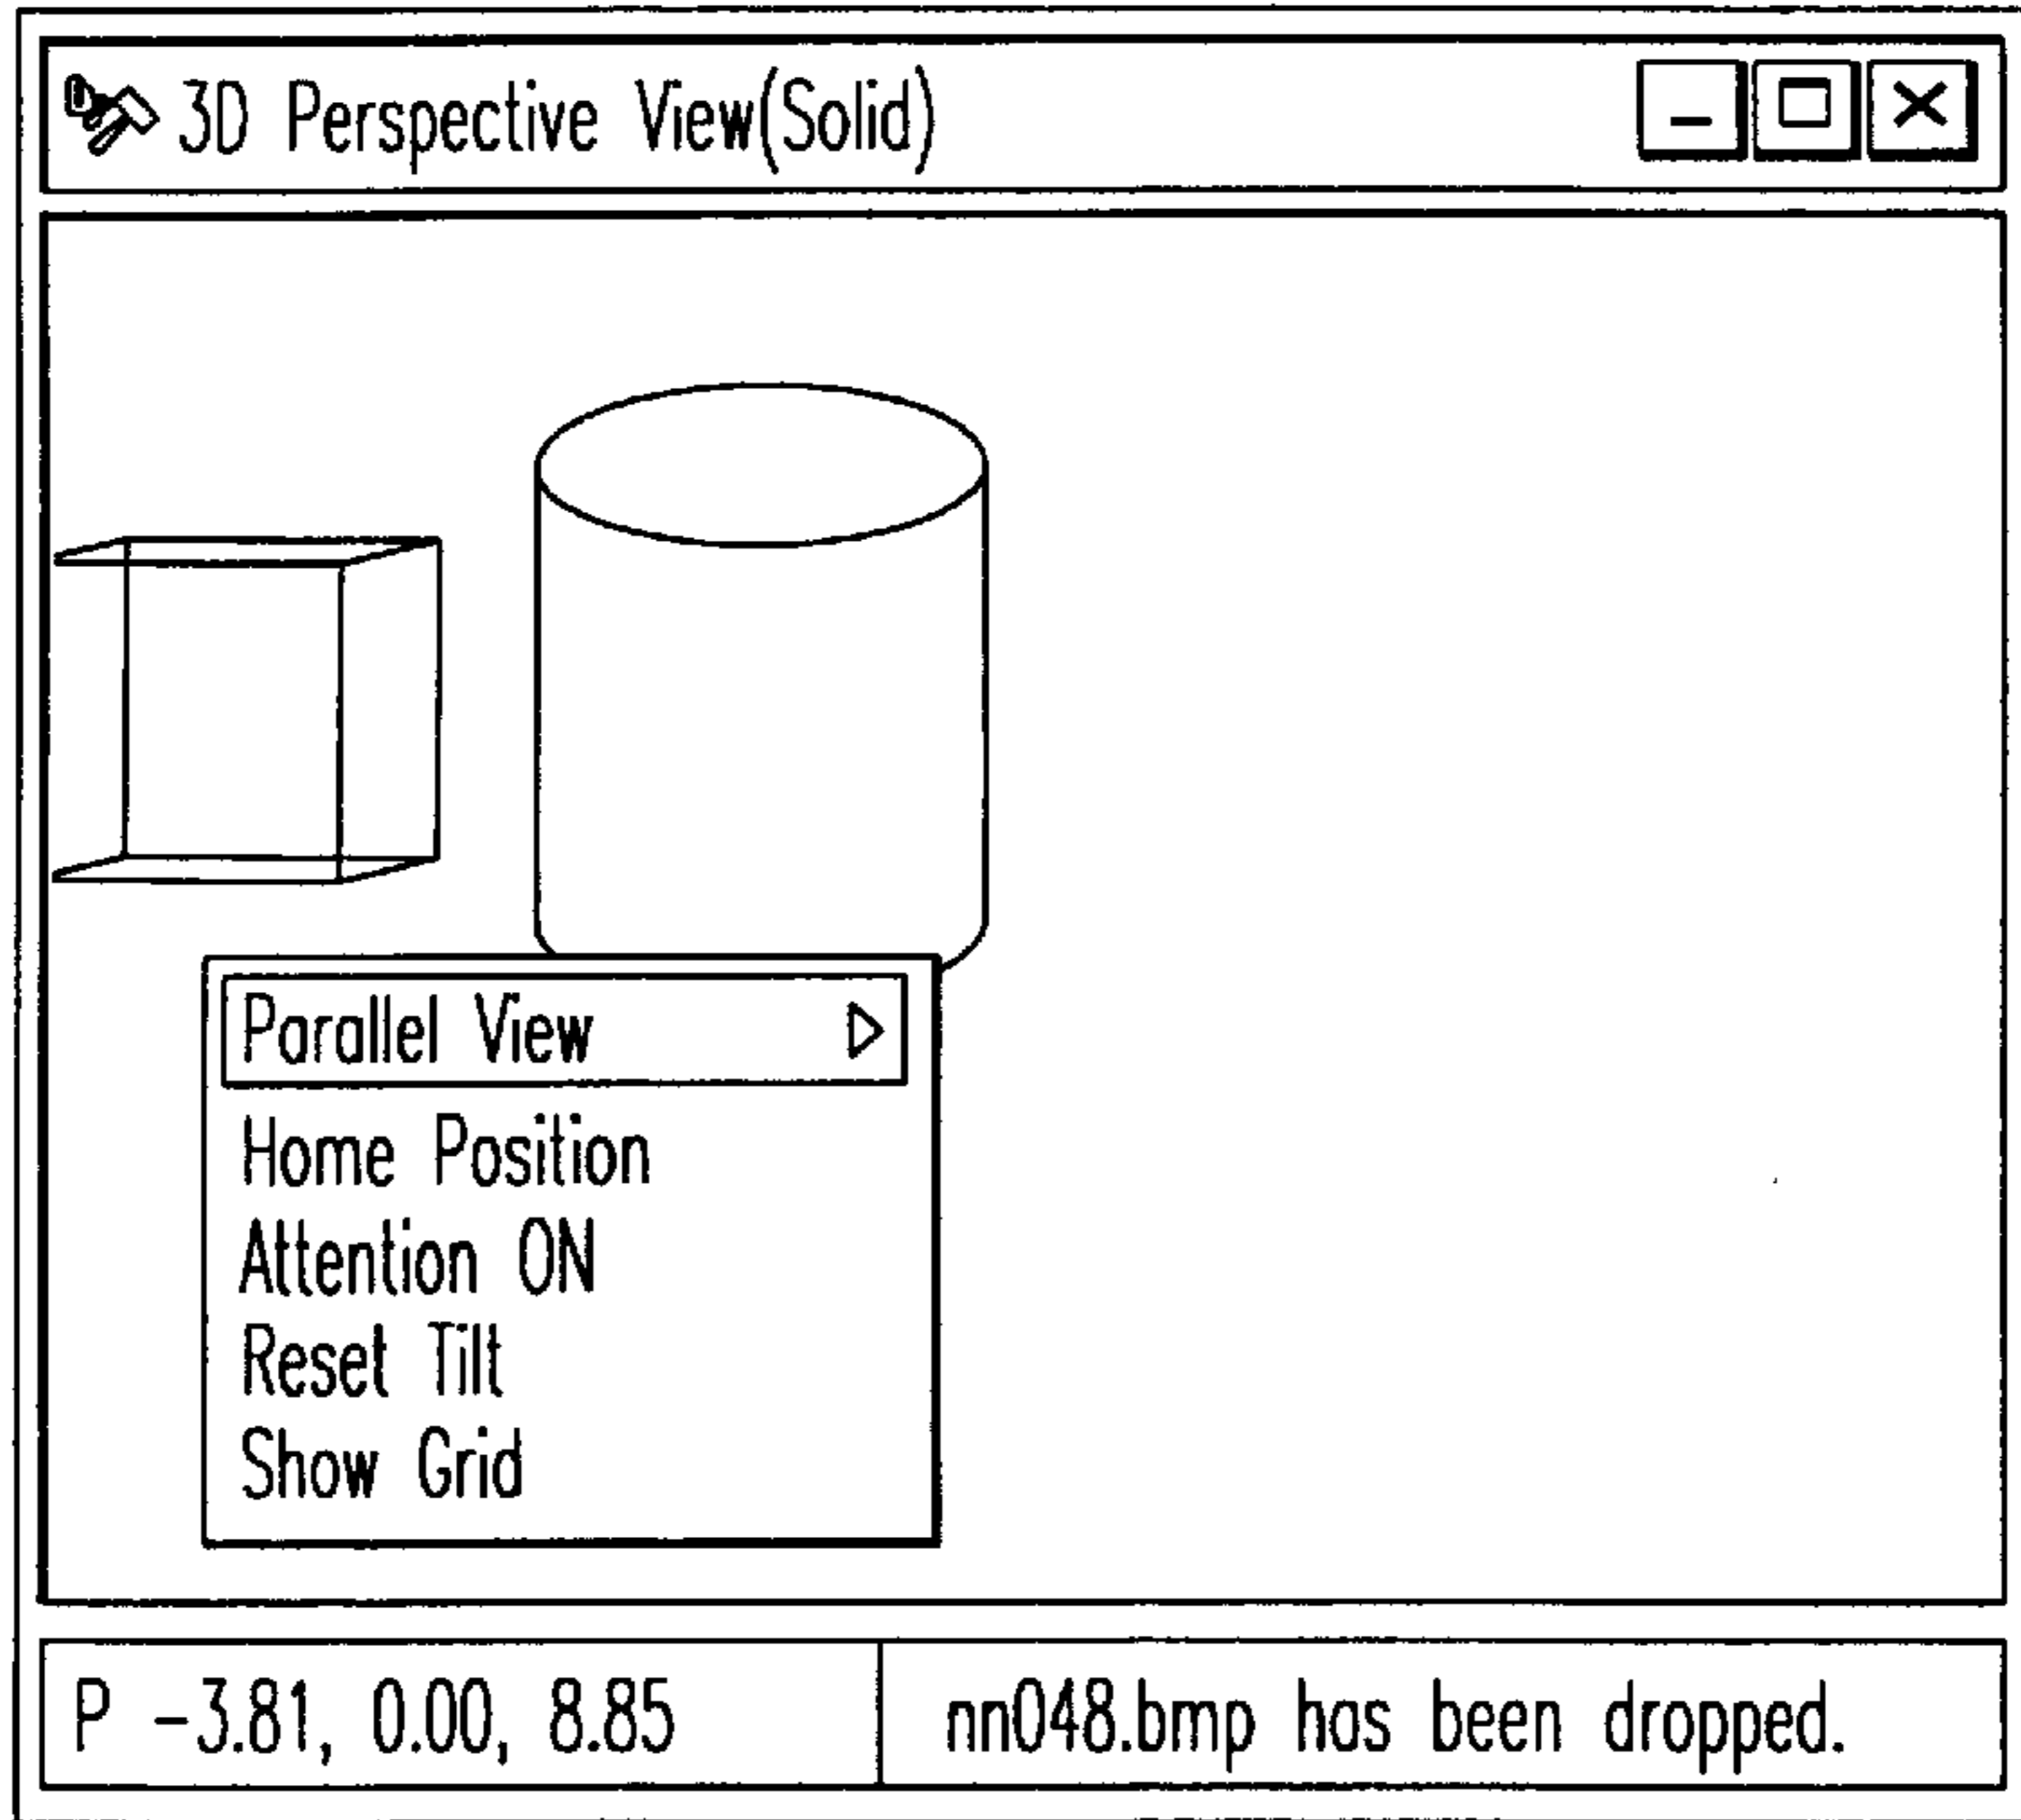 3D Perspective View(Solid)
Parallel View
Home Position
Attention ON
Reset Tilt
Show Grid
P -3.81, 0.00, 8.85
nn048.bmp has been dropped.